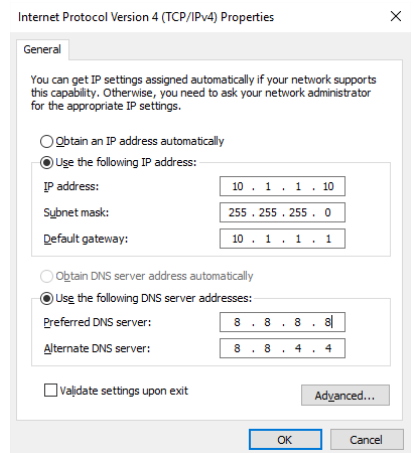 Internet Protocol Version 4 (TCP/IPv4) Properties
General
You can get IP settings assigned automatically if your network supports
this capability. Otherwise, you need to ask your network administrator
for the appropriate IP settings.
Obtain an IP address automatically
Use the following IP address:
IP address: 10 . 1 . 1 . 10
Subnet mask: 255 . 255 . 255 . 0
Default gateway: 10 . 1 . 1 . 1
Obtain DNS server address automatically
Use the following DNS server addresses:
Preferred DNS server: 8 . 8 . 8 . 8
Alternate DNS server: 8 . 8 . 4 . 4
Validate settings upon exit
Advanced...
OK Cancel